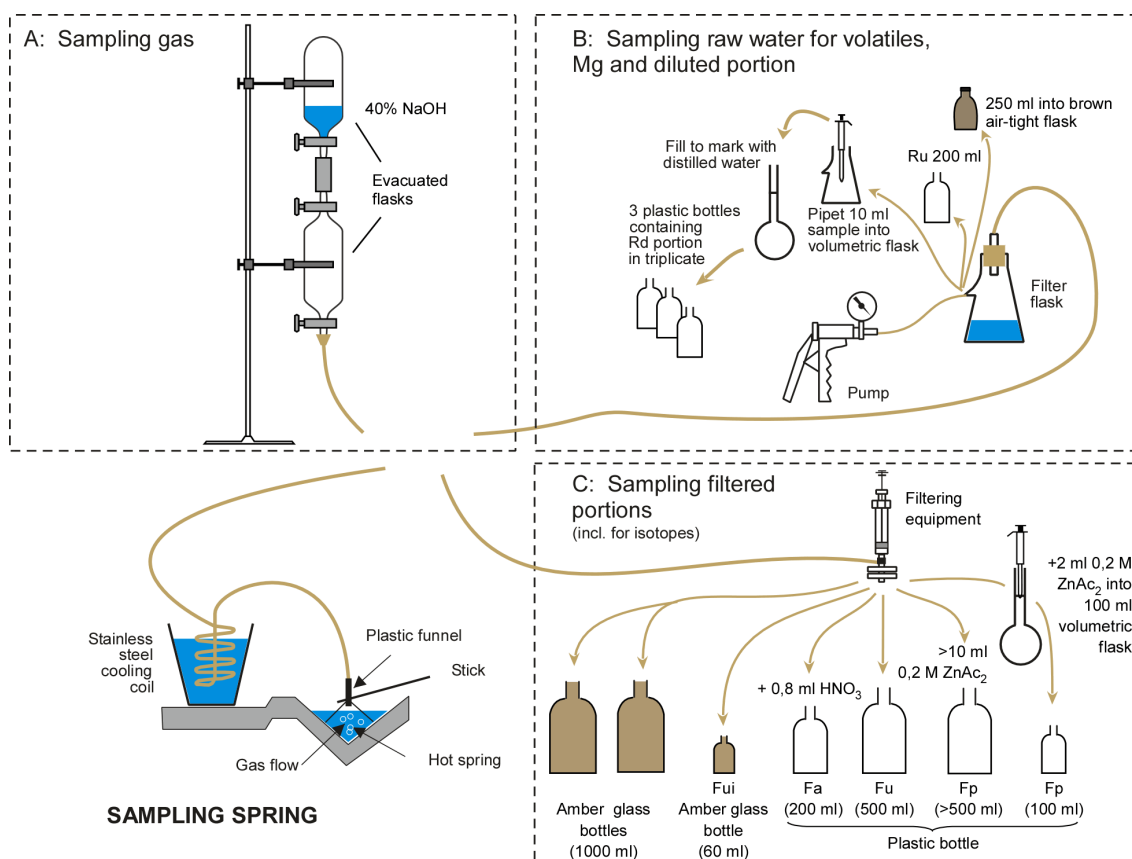 A: Sampling gas
40% NaOH
Evacuated
flasks
B: Sampling raw water for volatiles,
Mg and diluted portion
250 ml into brown
air-tight flask
Fill to mark with
distilled water
Ru 200 ml
3 plastic bottles
containing
Rd portion
in triplicate
Pipet 10 ml
sample into
volumetric flask
Filter
flask
Pump
Stainless
steel
cooling
coil
Plastic funnel
Stick
Gas flow
Hot spring
SAMPLING SPRING
C: Sampling filtered
portions
(incl. for isotopes)
Filtering
equipment
+2 ml 0,2 M
ZnAc₂ into
100 ml
volumetric
flask
>10 ml
0,2 M ZnAc₂
+ 0,8 ml HNO₃
Amber glass
bottles
(1000 ml)
Fui
Amber glass
bottle
(60 ml)
Fa
(200 ml)
Fu
(500 ml)
Fp
(>500 ml)
Fp
(100 ml)
Plastic bottle